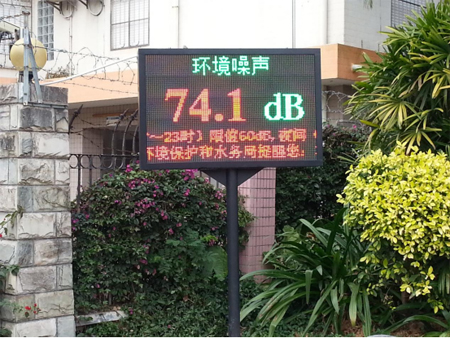 环境噪声
74.1 dB
～23时）限值60dB,夜间
环境保护和水务局提醒您: